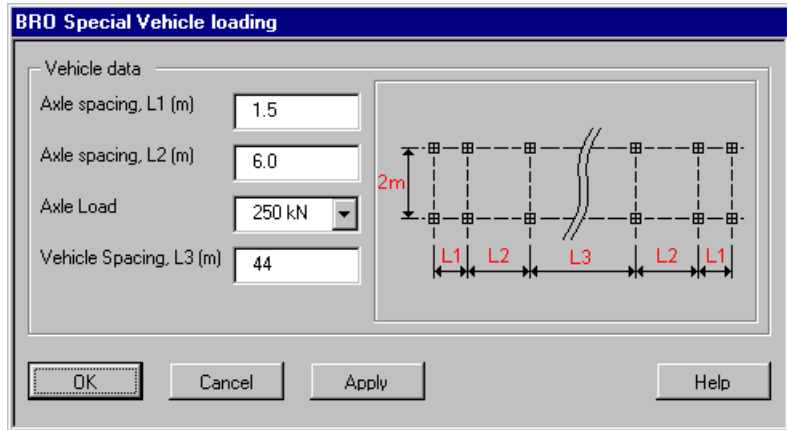 BRO Special Vehicle loading
Vehicle data
Axle spacing, L1 (m)
1.5
Axle spacing, L2 (m)
6.0
Axle Load
250 kN
Vehicle Spacing, L3 (m)
44
2m
L1 L2 L3 L2 L1
OK Cancel Apply Help